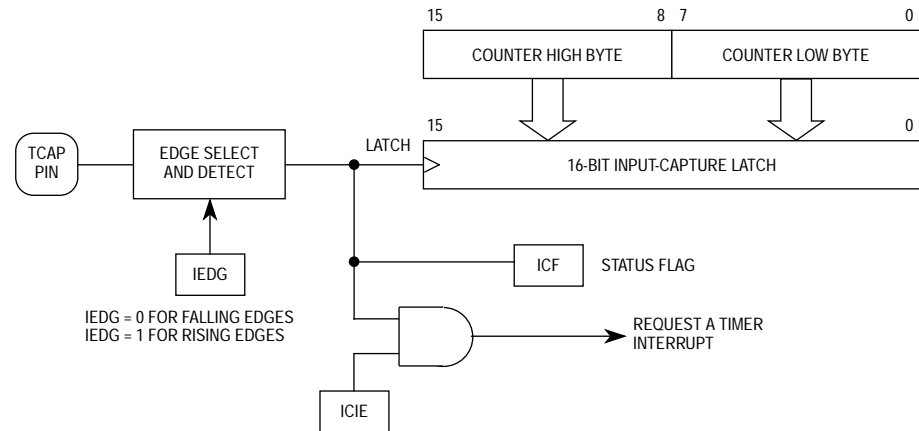 15 8 7 0
COUNTER HIGH BYTE COUNTER LOW BYTE
15 0
TCAP
PIN
EDGE SELECT
AND DETECT
LATCH
16-BIT INPUT-CAPTURE LATCH
IEDG
ICF STATUS FLAG
IEDG = 0 FOR FALLING EDGES
IEDG = 1 FOR RISING EDGES
REQUEST A TIMER
INTERRUPT
ICIE